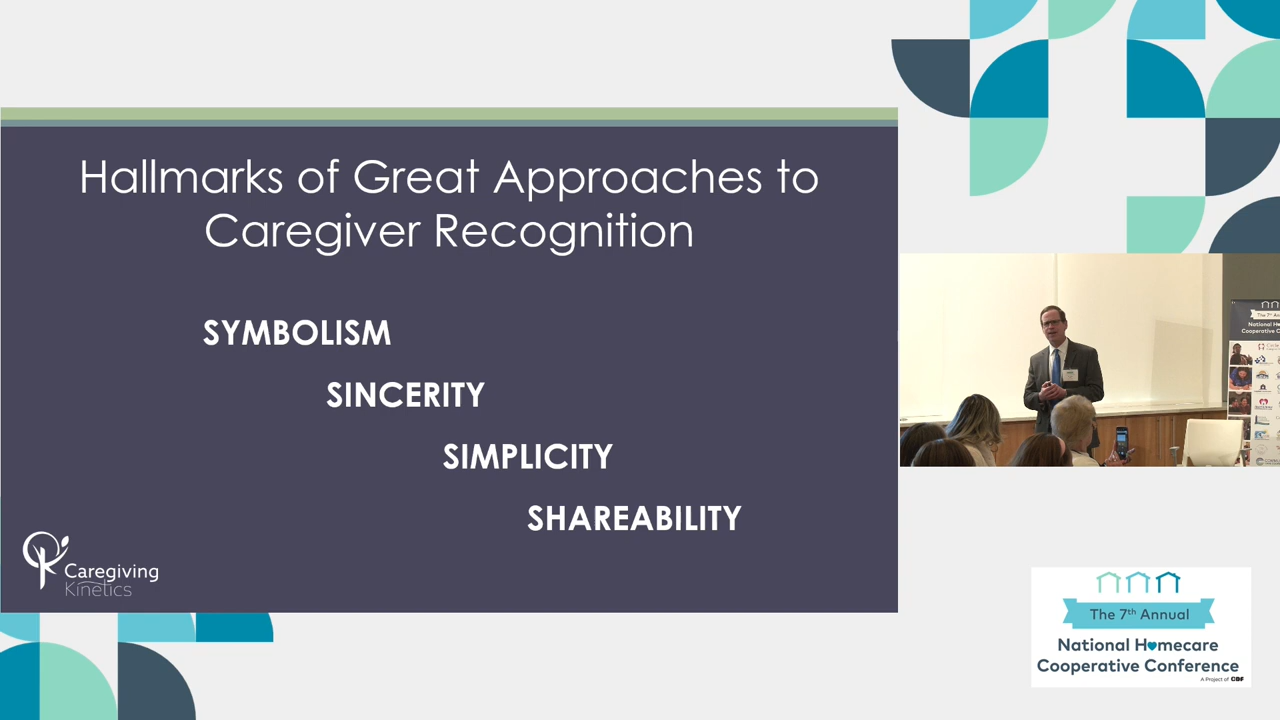 Hallmarks of Great Approaches to
Caregiver Recognition
SYMBOLISM
SINCERITY
SIMPLICITY
SHAREABILITY
Caregiving
Kinetics
The 7th Annual
National Homecare
Cooperative Conference
A Project of CDF